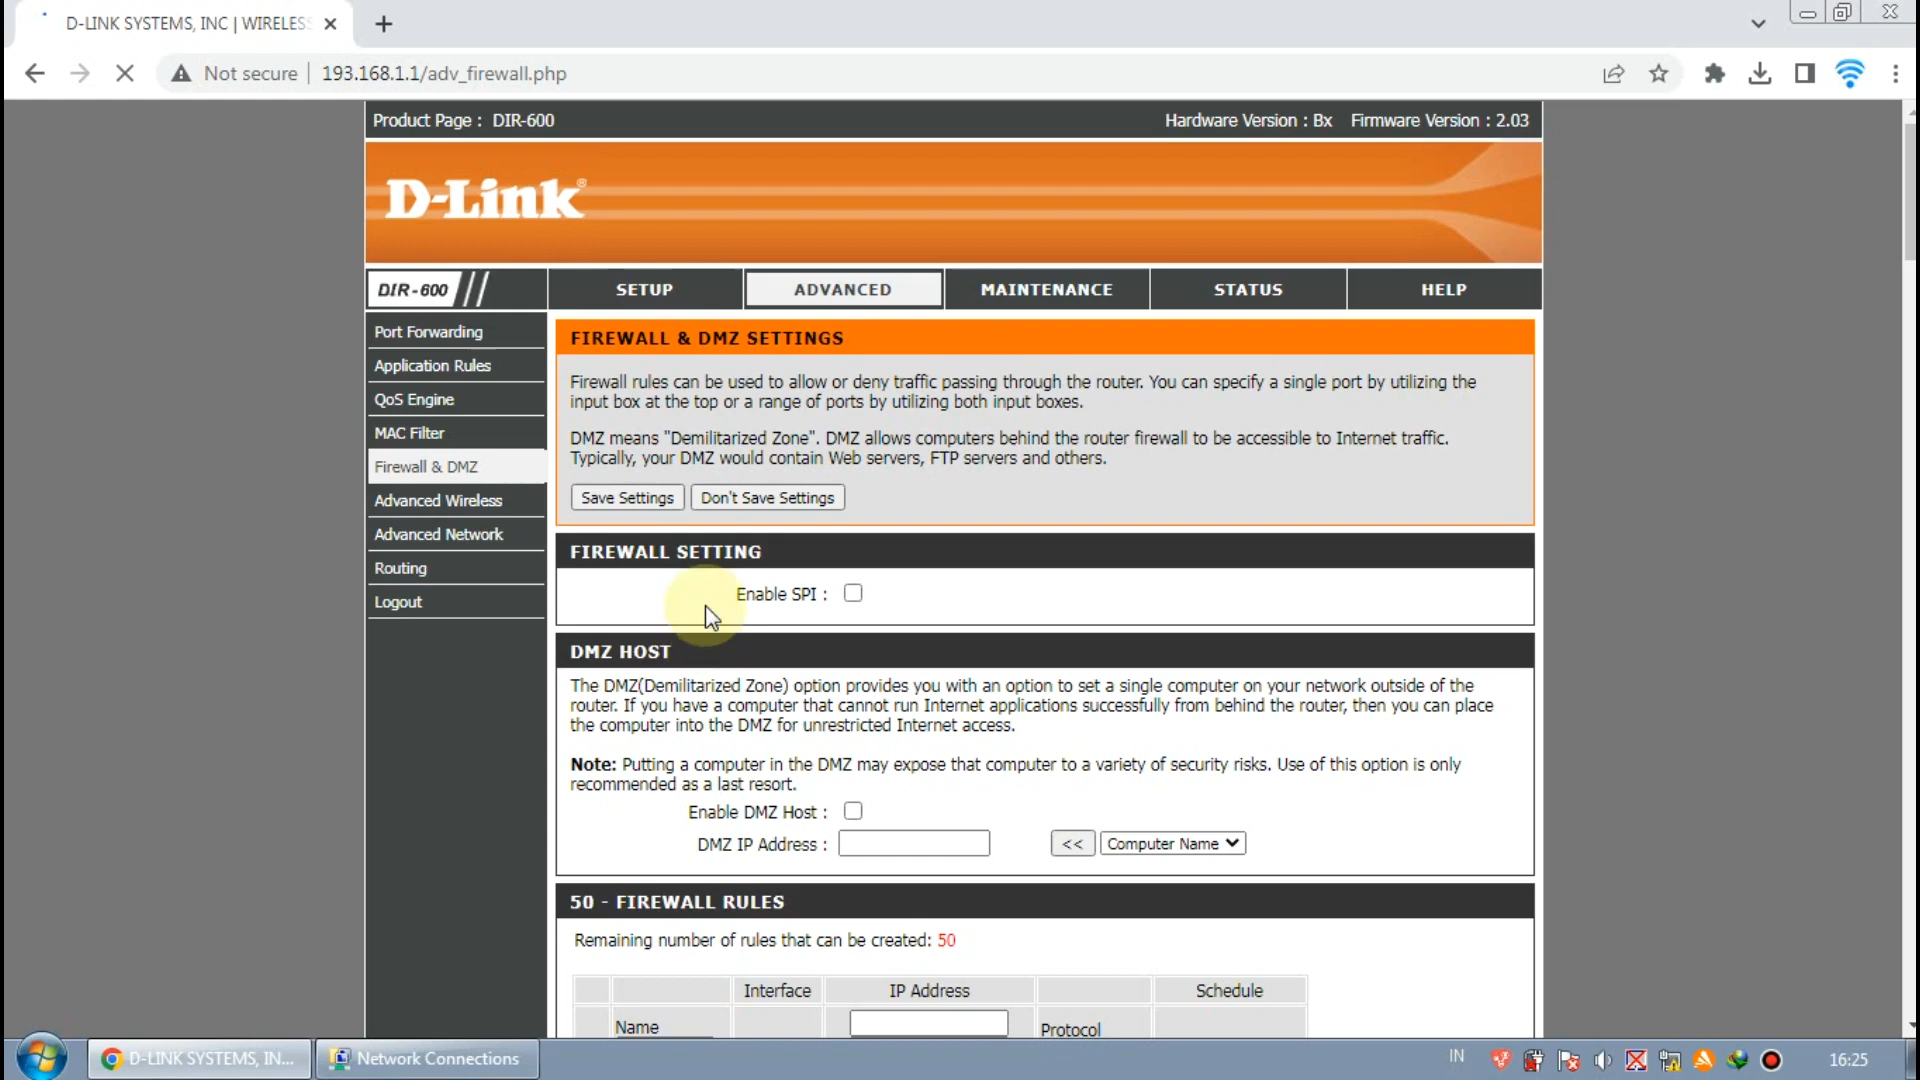 D-LINK SYSTEMS, INC | WIRELESS
Not secure | 193.168.1.1/adv_firewall.php
Product Page : DIR-600 Hardware Version : Bx Firmware Version : 2.03
D-Link®
DIR-600 SETUP ADVANCED MAINTENANCE STATUS HELP
Port Forwarding
Application Rules
QoS Engine
MAC Filter
Firewall & DMZ
Advanced Wireless
Advanced Network
Routing
Logout
FIREWALL & DMZ SETTINGS
Firewall rules can be used to allow or deny traffic passing through the router. You can specify a single port by utilizing the
input box at the top or a range of ports by utilizing both input boxes.
DMZ means "Demilitarized Zone". DMZ allows computers behind the router firewall to be accessible to Internet traffic.
Typically, your DMZ would contain Web servers, FTP servers and others.
Save Settings Don't Save Settings
FIREWALL SETTING
Enable SPI :
DMZ HOST
The DMZ(Demilitarized Zone) option provides you with an option to set a single computer on your network outside of the
router. If you have a computer that cannot run Internet applications successfully from behind the router, then you can place
the computer into the DMZ for unrestricted Internet access.
Note: Putting a computer in the DMZ may expose that computer to a variety of security risks. Use of this option is only
recommended as a last resort.
Enable DMZ Host :
DMZ IP Address : << Computer Name
50 - FIREWALL RULES
Remaining number of rules that can be created: 50
Interface IP Address Schedule
Name Protocol
D-LINK SYSTEMS, IN... Network Connections IN 16:25